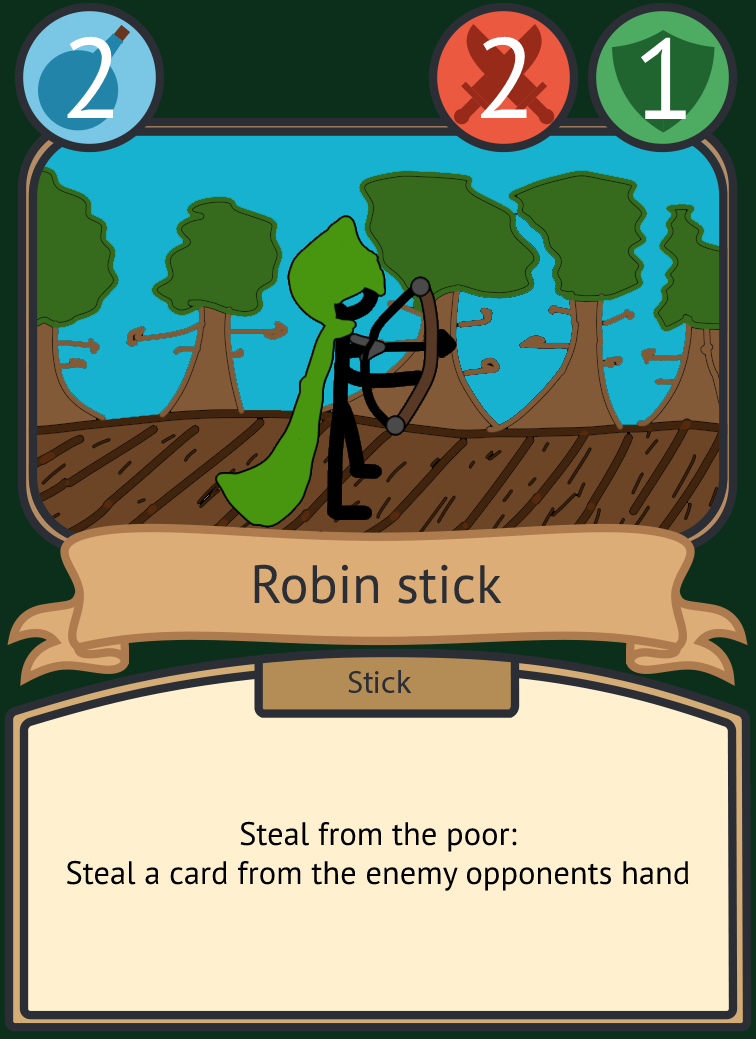 2 2 1
Robin stick
Stick
Steal from the poor:
Steal a card from the enemy opponents hand